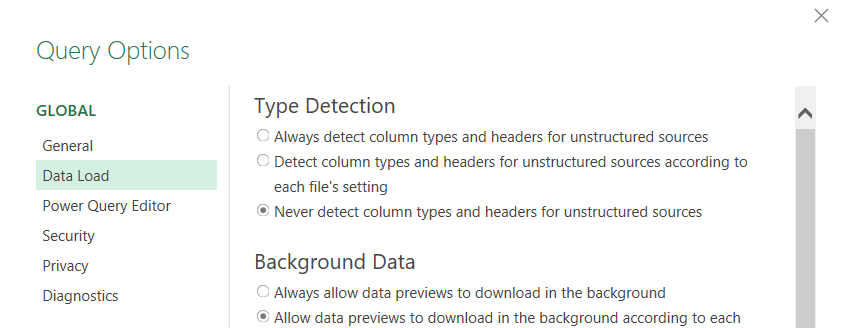 Query Options
GLOBAL
General
Data Load
Power Query Editor
Security
Privacy
Diagnostics
Type Detection
Always detect column types and headers for unstructured sources
Detect column types and headers for unstructured sources according to
each file's setting
Never detect column types and headers for unstructured sources
Background Data
Always allow data previews to download in the background
Allow data previews to download in the background according to each